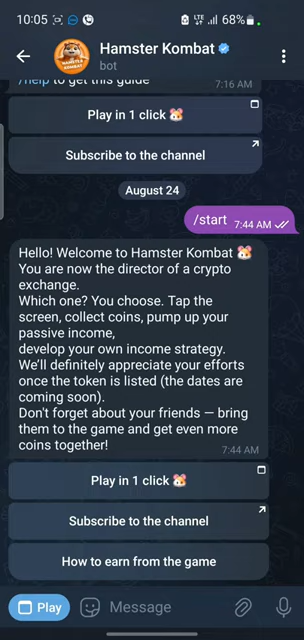 10:05
LTE
68%
Hamster Kombat
bot
HAMSTER
KOMBAT
/help to get this guide
7:16 AM
Play in 1 click 🐹
Subscribe to the channel
August 24
/start 7:44 AM
Hello! Welcome to Hamster Kombat 🐹
You are now the director of a crypto
exchange.
Which one? You choose. Tap the
screen, collect coins, pump up your
passive income,
develop your own income strategy.
We’ll definitely appreciate your efforts
once the token is listed (the dates are
coming soon).
Don't forget about your friends — bring
them to the game and get even more
coins together!
7:44 AM
Play in 1 click 🐹
Subscribe to the channel
How to earn from the game
Play
Message